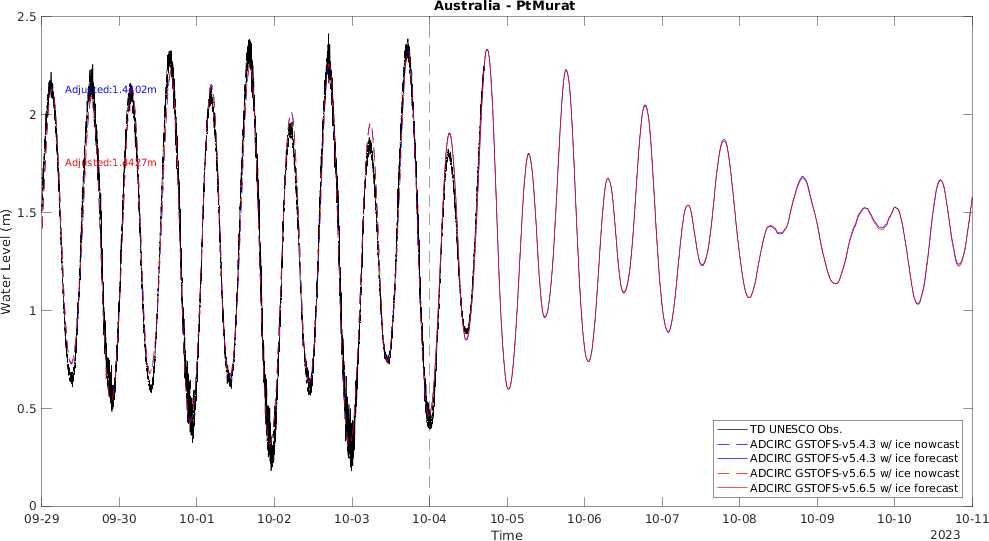 Australia - PtMurat
2.5
2
1.5
1
0.5
0
Water Level (m)
Adjusted:1.4402m
Adjusted:1.4427m
TD UNESCO Obs.
ADCIRC GSTOFS-v5.4.3 w/ ice nowcast
ADCIRC GSTOFS-v5.4.3 w/ ice forecast
ADCIRC GSTOFS-v5.6.5 w/ ice nowcast
ADCIRC GSTOFS-v5.6.5 w/ ice forecast
09-29 09-30 10-01 10-02 10-03 10-04 10-05 10-06 10-07 10-08 10-09 10-10 10-11
Time
2023